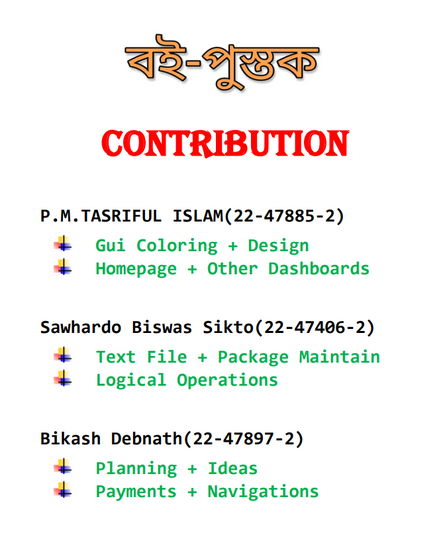 বই-পুস্তক
CONTRIBUTION
P.M.TASRIFUL ISLAM(22-47885-2)
Gui Coloring + Design
Homepage + Other Dashboards
Sawhardo Biswas Sikto(22-47406-2)
Text File + Package Maintain
Logical Operations
Bikash Debnath(22-47897-2)
Planning + Ideas
Payments + Navigations